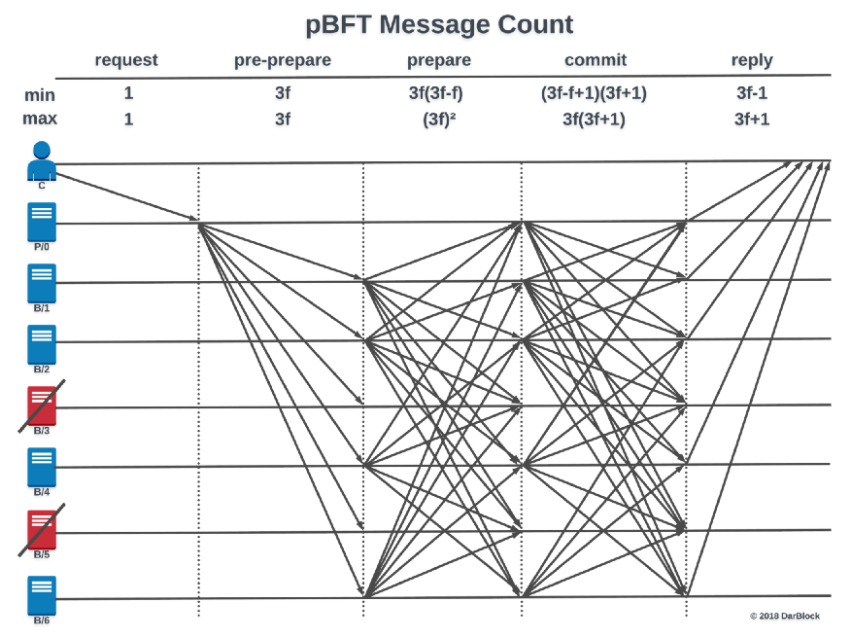 pBFT Message Count
request pre-prepare prepare commit reply
min 1 3f 3f(3f-f) (3f-f+1)(3f+1) 3f-1
max 1 3f (3f)² 3f(3f+1) 3f+1
C
P/0
B/1
B/2
B/3
B/4
B/5
B/6
© 2018 DarBlock